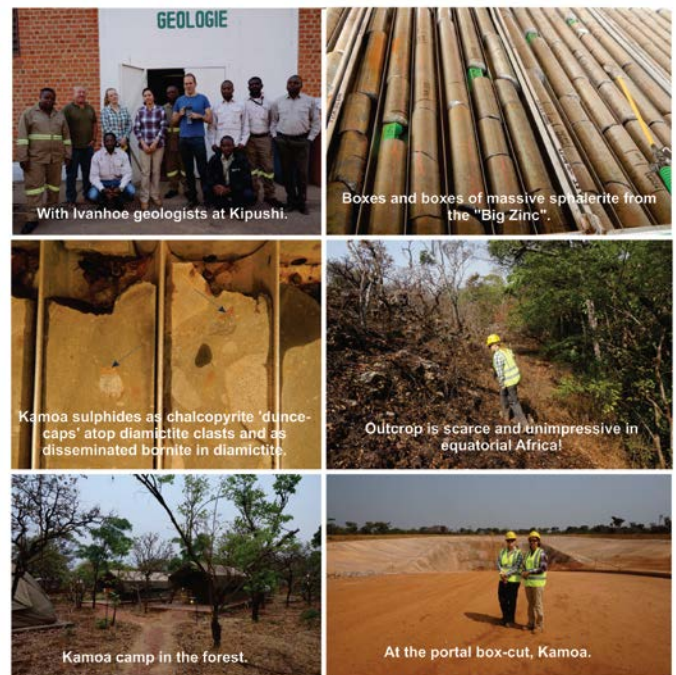 GEOLOGIE
With Ivanhoe geologists at Kipushi.
Boxes and boxes of massive sphalerite from
the "Big Zinc".
Kamoa sulphides as chalcopyrite 'dunce-
caps' atop diamictite clasts and as
disseminated bornite in diamictite.
Outcrop is scarce and unimpressive in
equatorial Africa!
Kamoa camp in the forest.
At the portal box-cut, Kamoa.